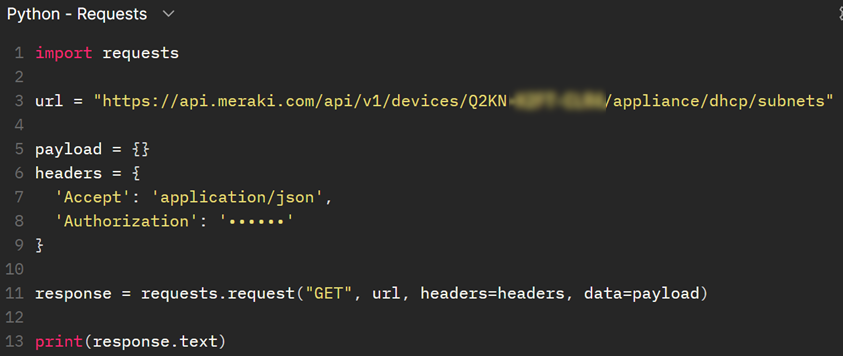 Python - Requests
1 import requests
2
3 url = "https://api.meraki.com/api/v1/devices/Q2KN /appliance/dhcp/subnets"
4
5 payload = {}
6 headers = {
7 'Accept': 'application/json',
8 'Authorization': '••••••'
9 }
10
11 response = requests.request("GET", url, headers=headers, data=payload)
12
13 print(response.text)